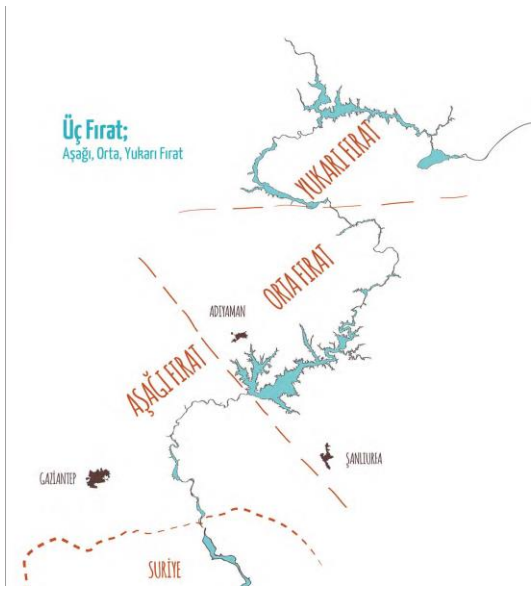 Üç Fırat;
Aşağı, Orta, Yukarı Fırat
YUKARI FIRAT
ORTA FIRAT
ADIYAMAN
AŞAĞI FIRAT
ŞANLIURFA
GAZİANTEP
SURİYE